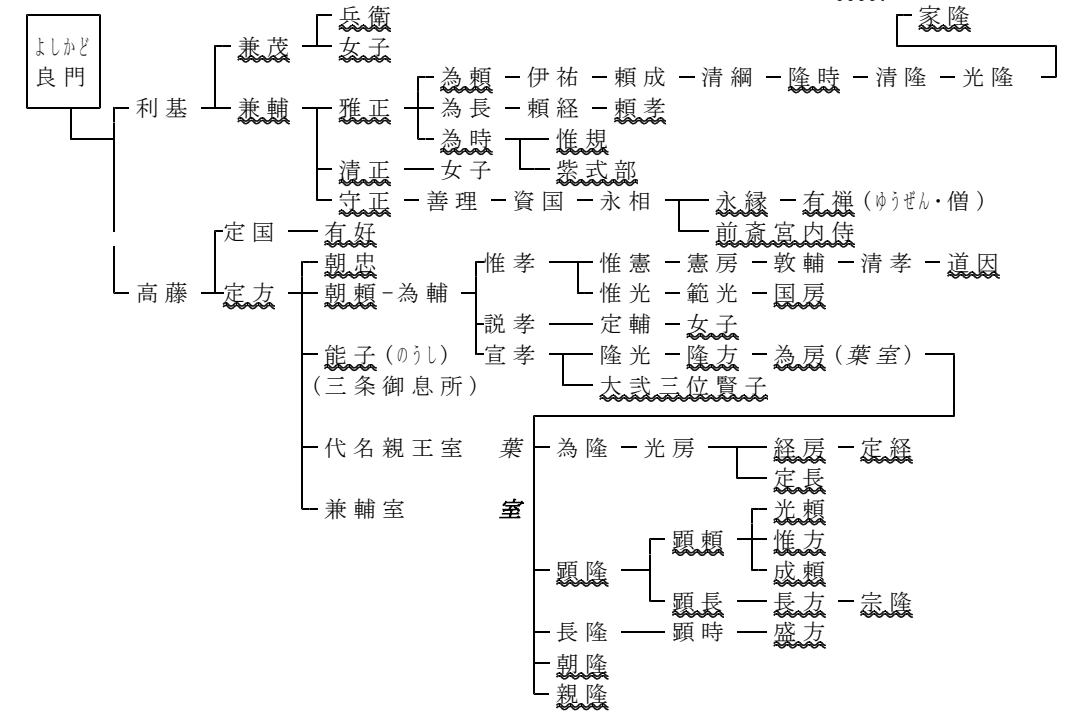 兵衛 家隆
よしかど 兼茂 女子
良門 為頼 伊祐 頼成 清綱 隆時 清隆 光隆
利基 兼輔 雅正 為長 頼経 頼孝
為時 惟規
清正 女子 紫式部
守正 善理 資国 永相 永縁 有禅(ゆうぜん・僧)
定国 有好 前斎宮内侍
朝忠 惟孝 惟憲 憲房 敦輔 清孝 道因
高藤 定方 朝頼 為輔 惟光 範光 国房
説孝 定輔 女子
能子(のうし) 宣孝 隆光 隆方 為房(葉室)
(三条御息所) 大弐三位賢子
代名親王室 葉 為隆 光房 経房 定経
定長
兼輔室 室 光頼
顕頼 惟方
顕隆 成頼
顕長 長方 宗隆
長隆 顕時 盛方
朝隆
親隆